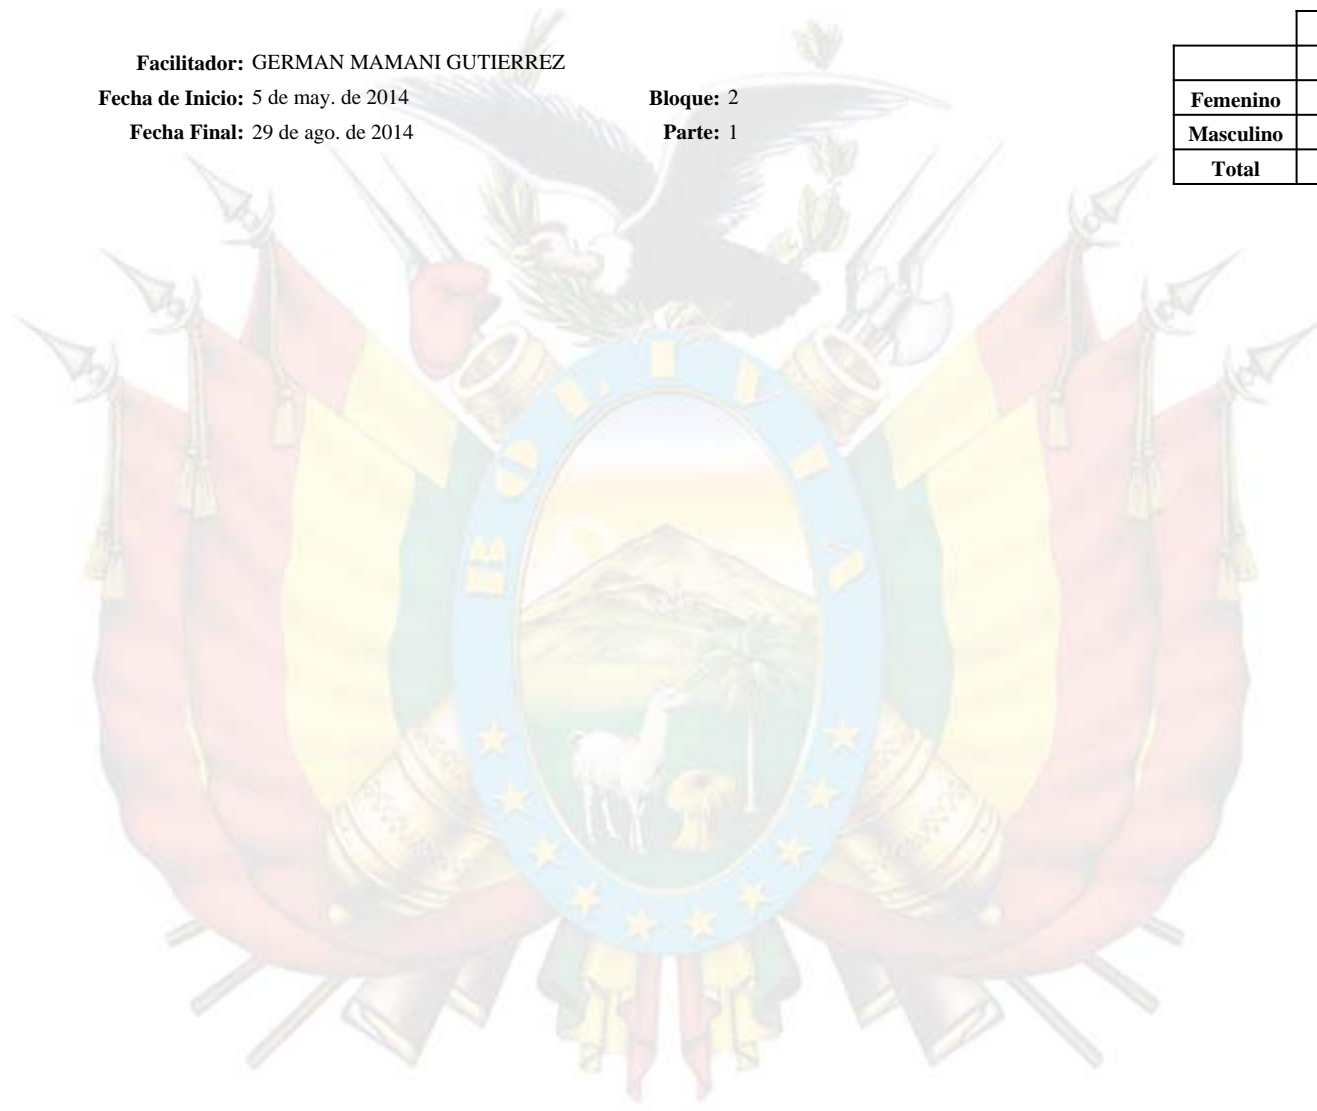 Facilitador: GERMAN MAMANI GUTIERREZ
Fecha de Inicio: 5 de may. de 2014 Bloque: 2
Fecha Final: 29 de ago. de 2014 Parte: 1
Femenino
Masculino
Total
BOLIVIA